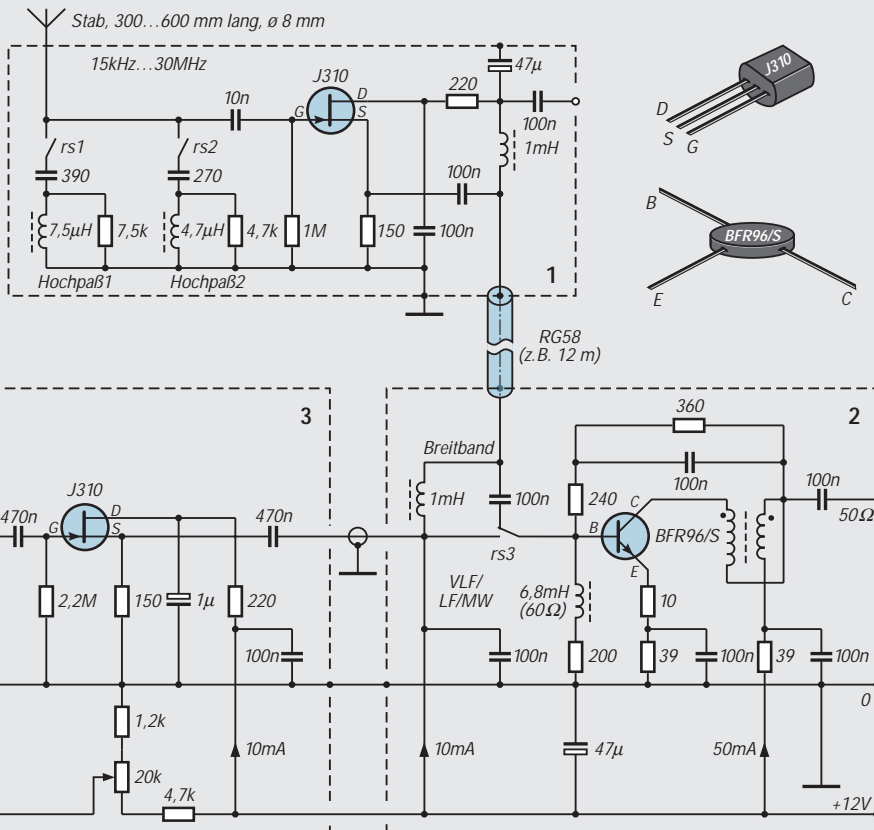 Stab, 300...600 mm lang, ø 8 mm
15kHz...30MHz
J310
47µ
220
10n
D
G
S
100n
1mH
rs1
rs2
390
270
100n
7,5µH
7,5k
4,7µH
4,7k
1M
150
100n
Hochpaß1
Hochpaß2
1
J310
D
S
G
B
BFR96/S
E
C
RG58
(z.B. 12 m)
3
2
360
Breitband
100n
J310
1mH
100n
240
C
100n
470n
G
D
S
470n
B
BFR96/S
50Ω
rs3
E
2,2M
150
1µ
220
VLF/
LF/MW
6,8mH
(60Ω)
10
100n
100n
200
39
100n
39
100n
0
1,2k
10mA
10mA
47µ
50mA
20k
4,7k
+12V